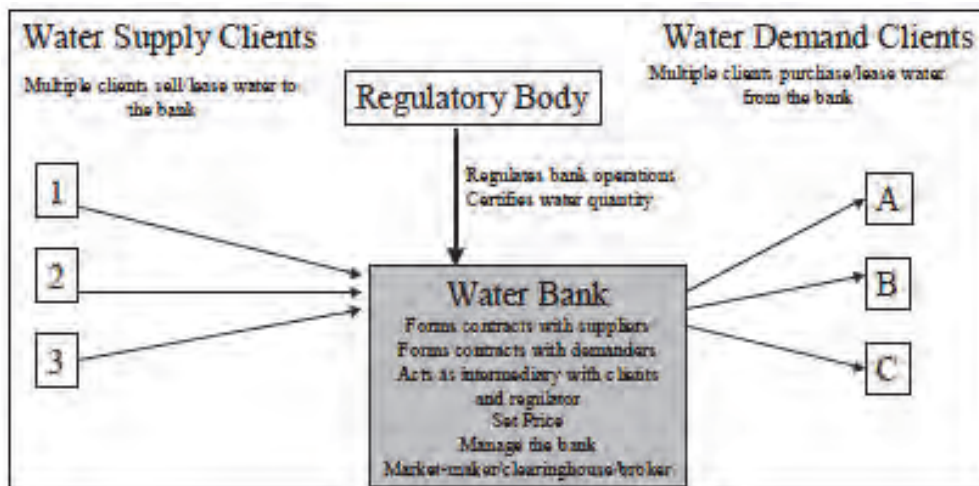 Water Supply Clients
Multiple clients sell/lease water to
the bank
Regulatory Body
Water Demand Clients
Multiple clients purchase/lease water
from the bank
Regulates bank operations
Certifies water quantity
1
2
3
Water Bank
Forms contracts with suppliers
Forms contracts with demanders
Acts as intermediary with clients
and regulator
Set Price
Manage the bank
Market-maker/clearinghouse/broker
A
B
C